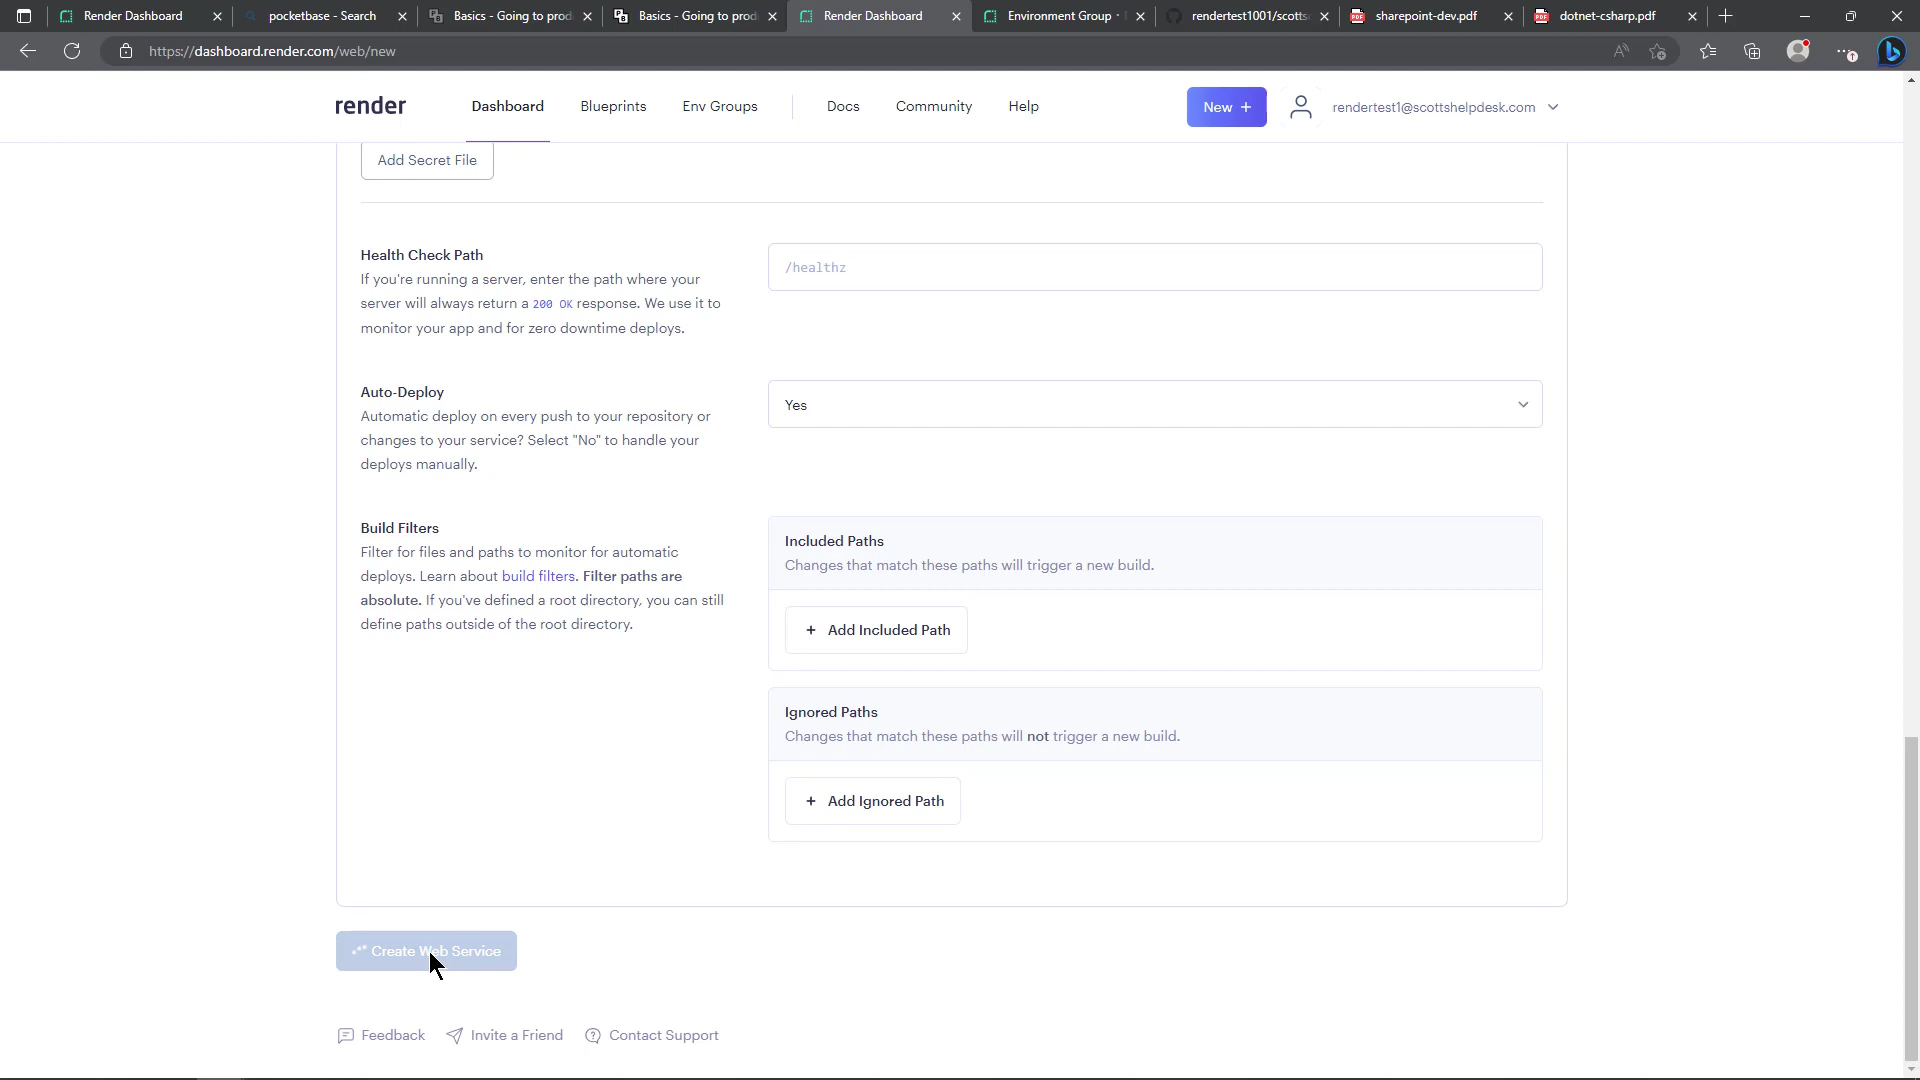 Render Dashboard
pocketbase - Search
Basics - Going to prod
Basics - Going to prod
Render Dashboard
Environment Group ·
rendertest1001/scotts
sharepoint-dev.pdf
dotnet-csharp.pdf
https://dashboard.render.com/web/new
render
Dashboard
Blueprints
Env Groups
Docs
Community
Help
New +
rendertest1@scottshelpdesk.com
Add Secret File
Health Check Path
If you're running a server, enter the path where your
server will always return a 200 OK response. We use it to
monitor your app and for zero downtime deploys.
/healthz
Auto-Deploy
Automatic deploy on every push to your repository or
changes to your service? Select "No" to handle your
deploys manually.
Yes
Build Filters
Filter for files and paths to monitor for automatic
deploys. Learn about build filters. Filter paths are
absolute. If you've defined a root directory, you can still
define paths outside of the root directory.
Included Paths
Changes that match these paths will trigger a new build.
+ Add Included Path
Ignored Paths
Changes that match these paths will not trigger a new build.
+ Add Ignored Path
Create Web Service
Feedback
Invite a Friend
Contact Support